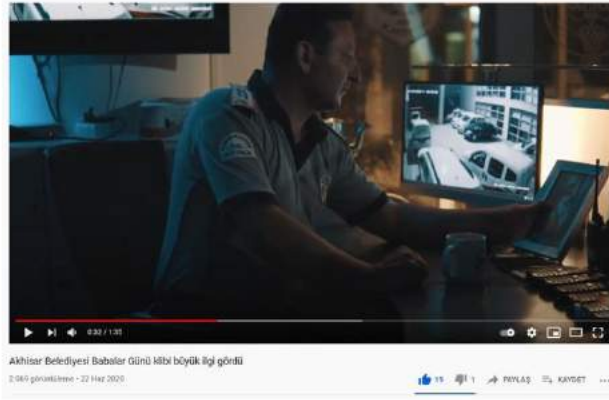 0:32 / 1:35
Akhisar Belediyesi Babalar Günü klibi büyük ilgi gördü
2.069 görüntüleme • 22 Haz 2020
15
1
PAYLAŞ
KAYDET